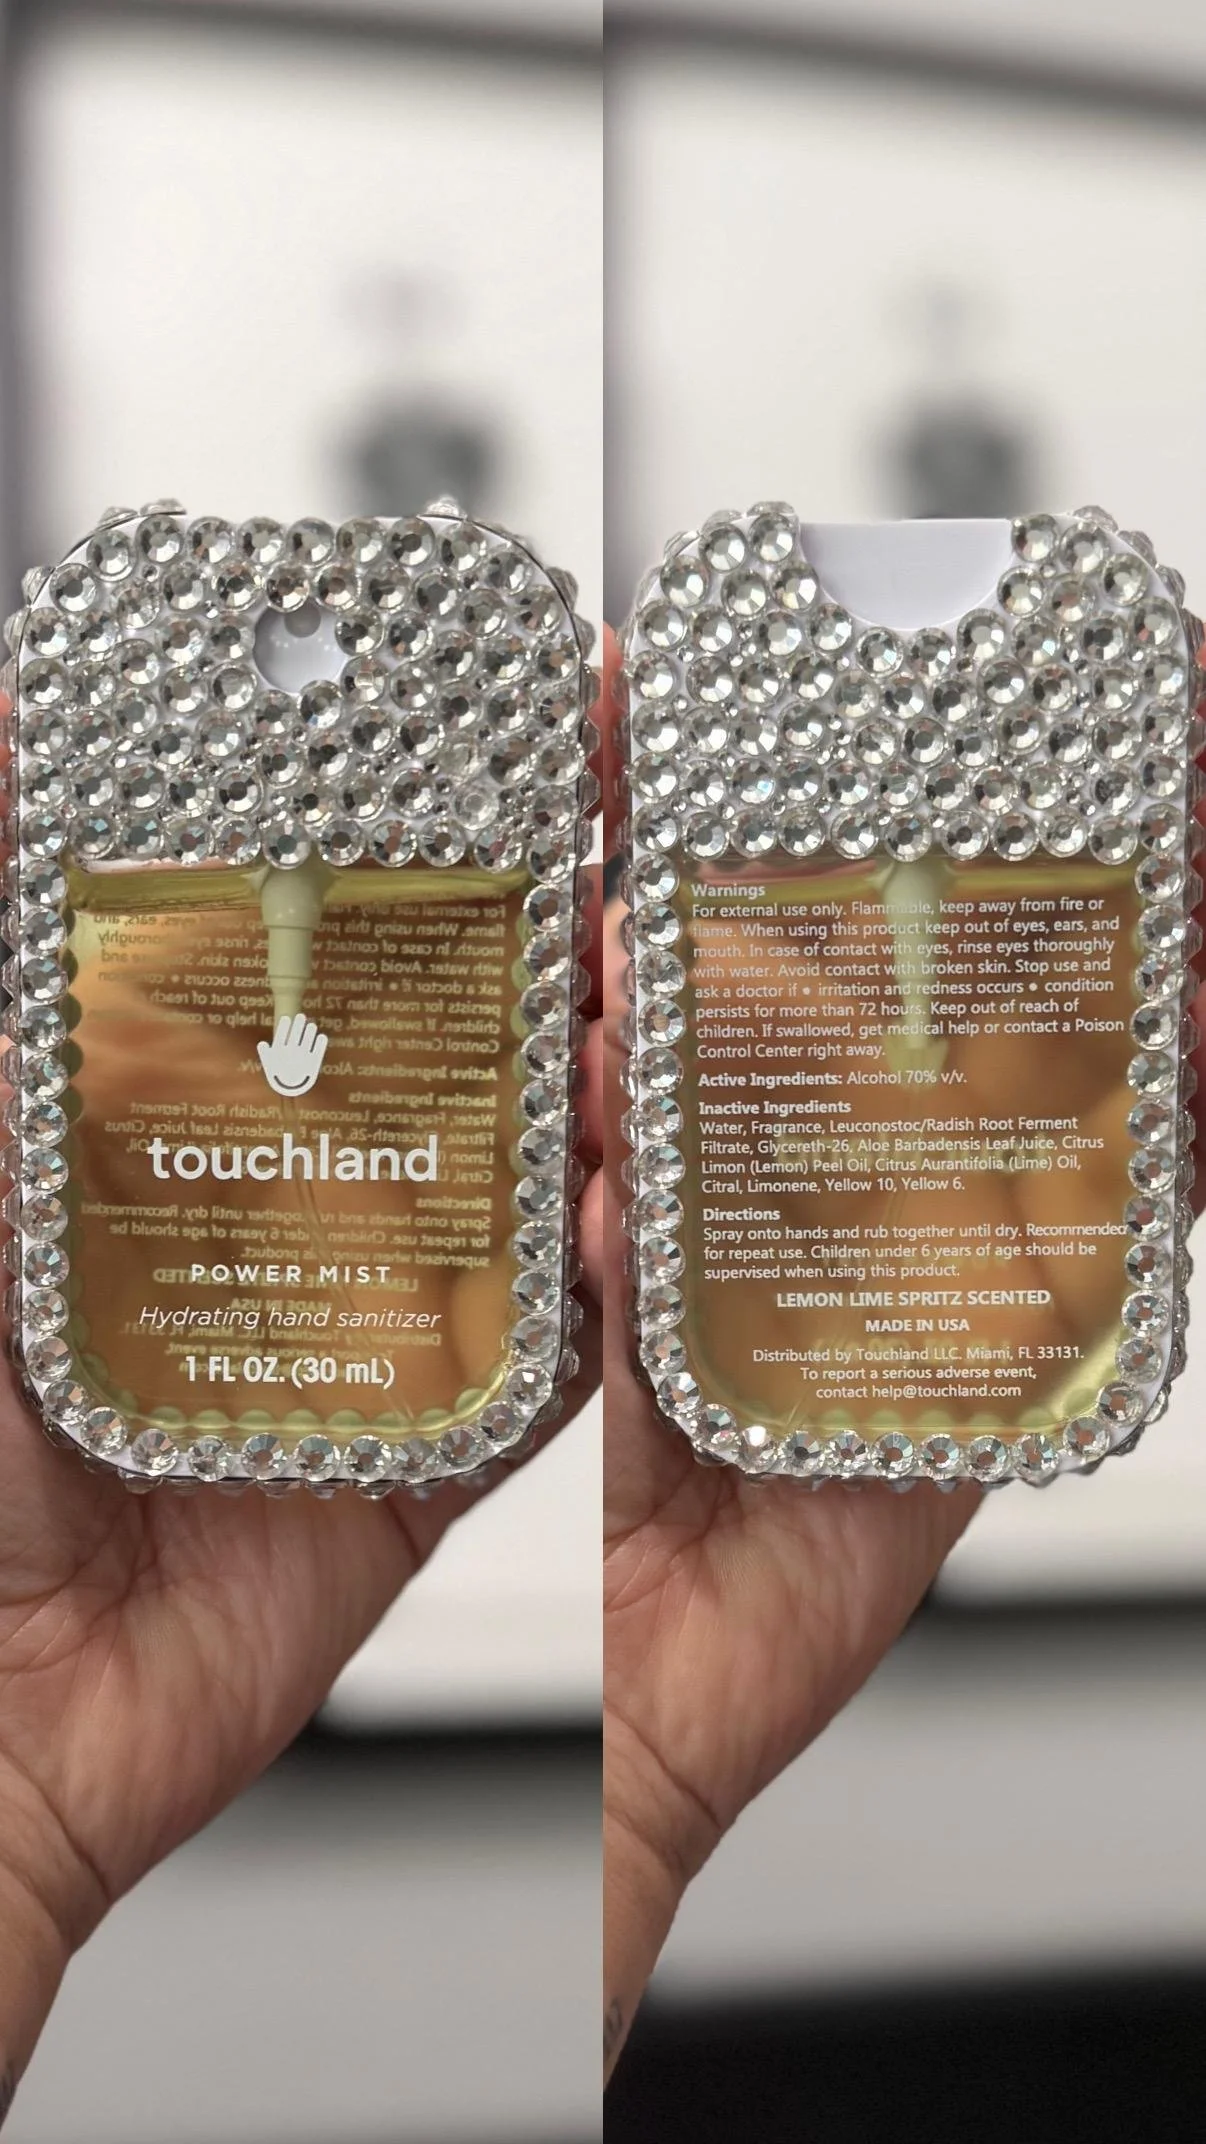 touchland
POWER MIST
Hydrating hand sanitizer
1 FL OZ. (30 mL)
Warnings
For external use only. Flammable, keep away from fire or
flame. When using this product keep out of eyes, ears, and
mouth. In case of contact with eyes, rinse eyes thoroughly
with water. Avoid contact with broken skin. Stop use and
ask a doctor if • irritation and redness occurs • condition
persists for more than 72 hours. Keep out of reach of
children. If swallowed, get medical help or contact a Poison
Control Center right away.
Active Ingredients: Alcohol 70% v/v.
Inactive Ingredients
Water, Fragrance, Leuconostoc/Radish Root Ferment
Filtrate, Glycereth-26, Aloe Barbadensis Leaf Juice, Citrus
Limon (Lemon) Peel Oil, Citrus Aurantifolia (Lime) Oil,
Citral, Limonene, Yellow 10, Yellow 6.
Directions
Spray onto hands and rub together until dry. Recommended
for repeat use. Children under 6 years of age should be
supervised when using this product.
LEMON LIME SPRITZ SCENTED
MADE IN USA
Distributed by Touchland LLC. Miami, FL 33131.
To report a serious adverse event,
contact help@touchland.com